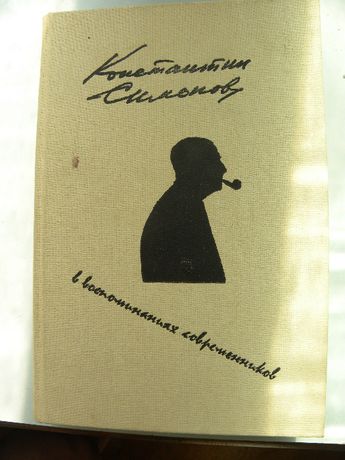 Константин
Симонов
в воспоминаниях современников